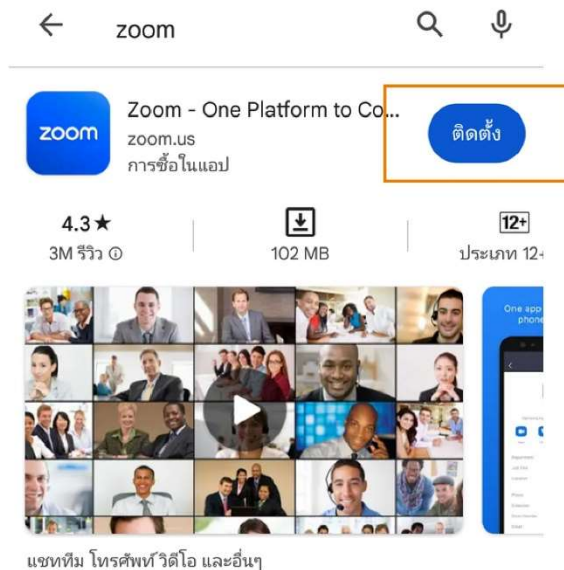 zoom
zoom
Zoom - One Platform to Co...
zoom.us
การซื้อในแอป
ติดตั้ง
4.3★
3M รีวิว
102 MB
12+
ประเภท 12+
One app
phone
แชททีม โทรศัพท์ วิดีโอ และอื่นๆ